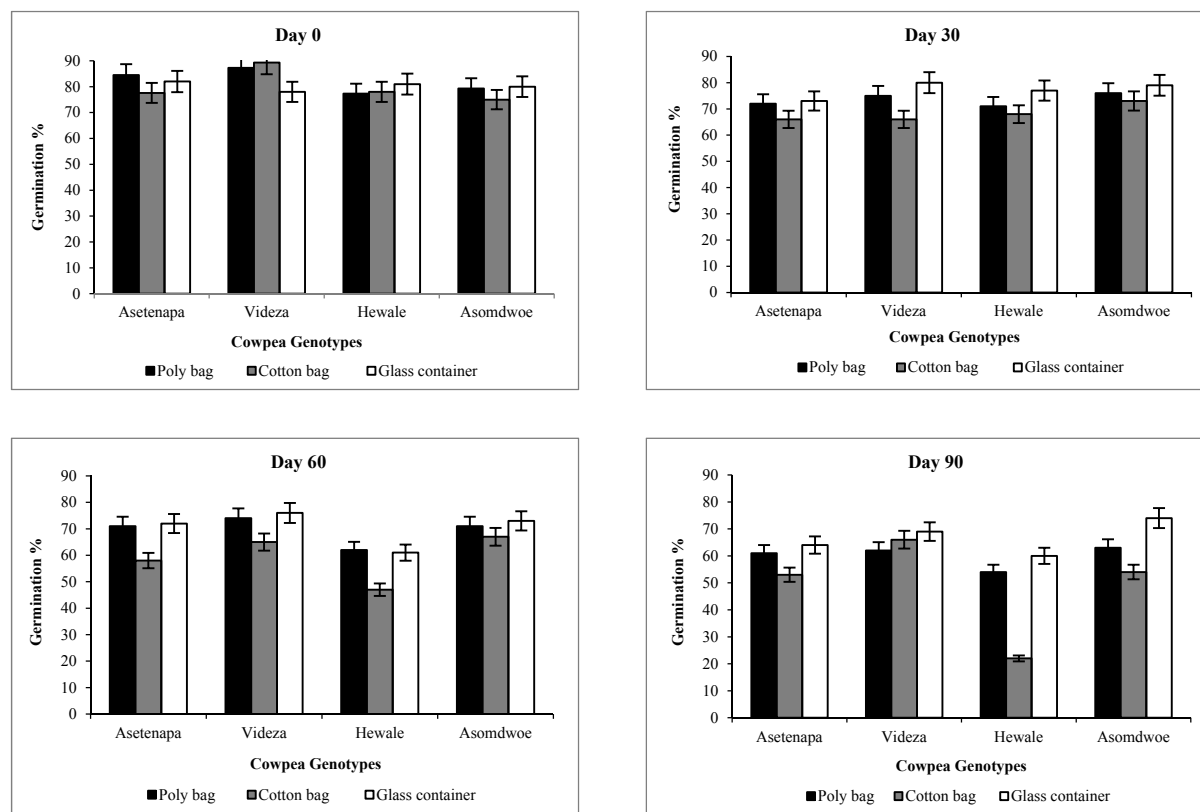 Day 0
Germination %
90
80
70
60
50
40
30
20
10
0
Asetenapa Videza Hewale Asomdwoe
Cowpea Genotypes
Poly bag Cotton bag Glass container
Day 30
Germination %
90
80
70
60
50
40
30
20
10
0
Asetenapa Videza Hewale Asomdwoe
Cowpea Genotypes
Poly bag Cotton bag Glass container
Day 60
Germination %
90
80
70
60
50
40
30
20
10
0
Asetenapa Videza Hewale Asomdwoe
Cowpea Genotypes
Poly bag Cotton bag Glass container
Day 90
Germination %
90
80
70
60
50
40
30
20
10
0
Asetenapa Videza Hewale Asomdwoe
Cowpea Genotypes
Poly bag Cotton bag Glass container